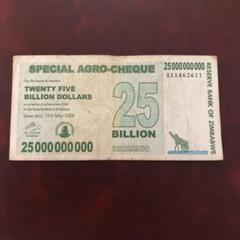 SPECIAL AGRO-CHEQUE
25000000000
TWENTY FIVE
BILLION DOLLARS
Issue date: 15th May 2008
25
BILLION
25000000000
RESERVE BANK OF ZIMBABWE